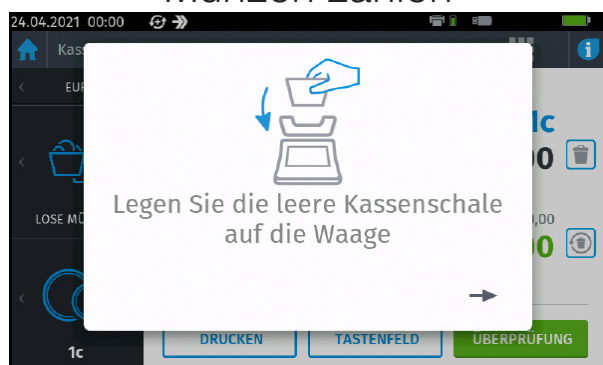 Münzen zählen
24.04.2021 00:00
Kas
EUR
1c
00
LOSE MÜ
0,00
00
Legen Sie die leere Kassenschale
auf die Waage
1c
DRUCKEN
TASTENFELD
ÜBERPRÜFUNG